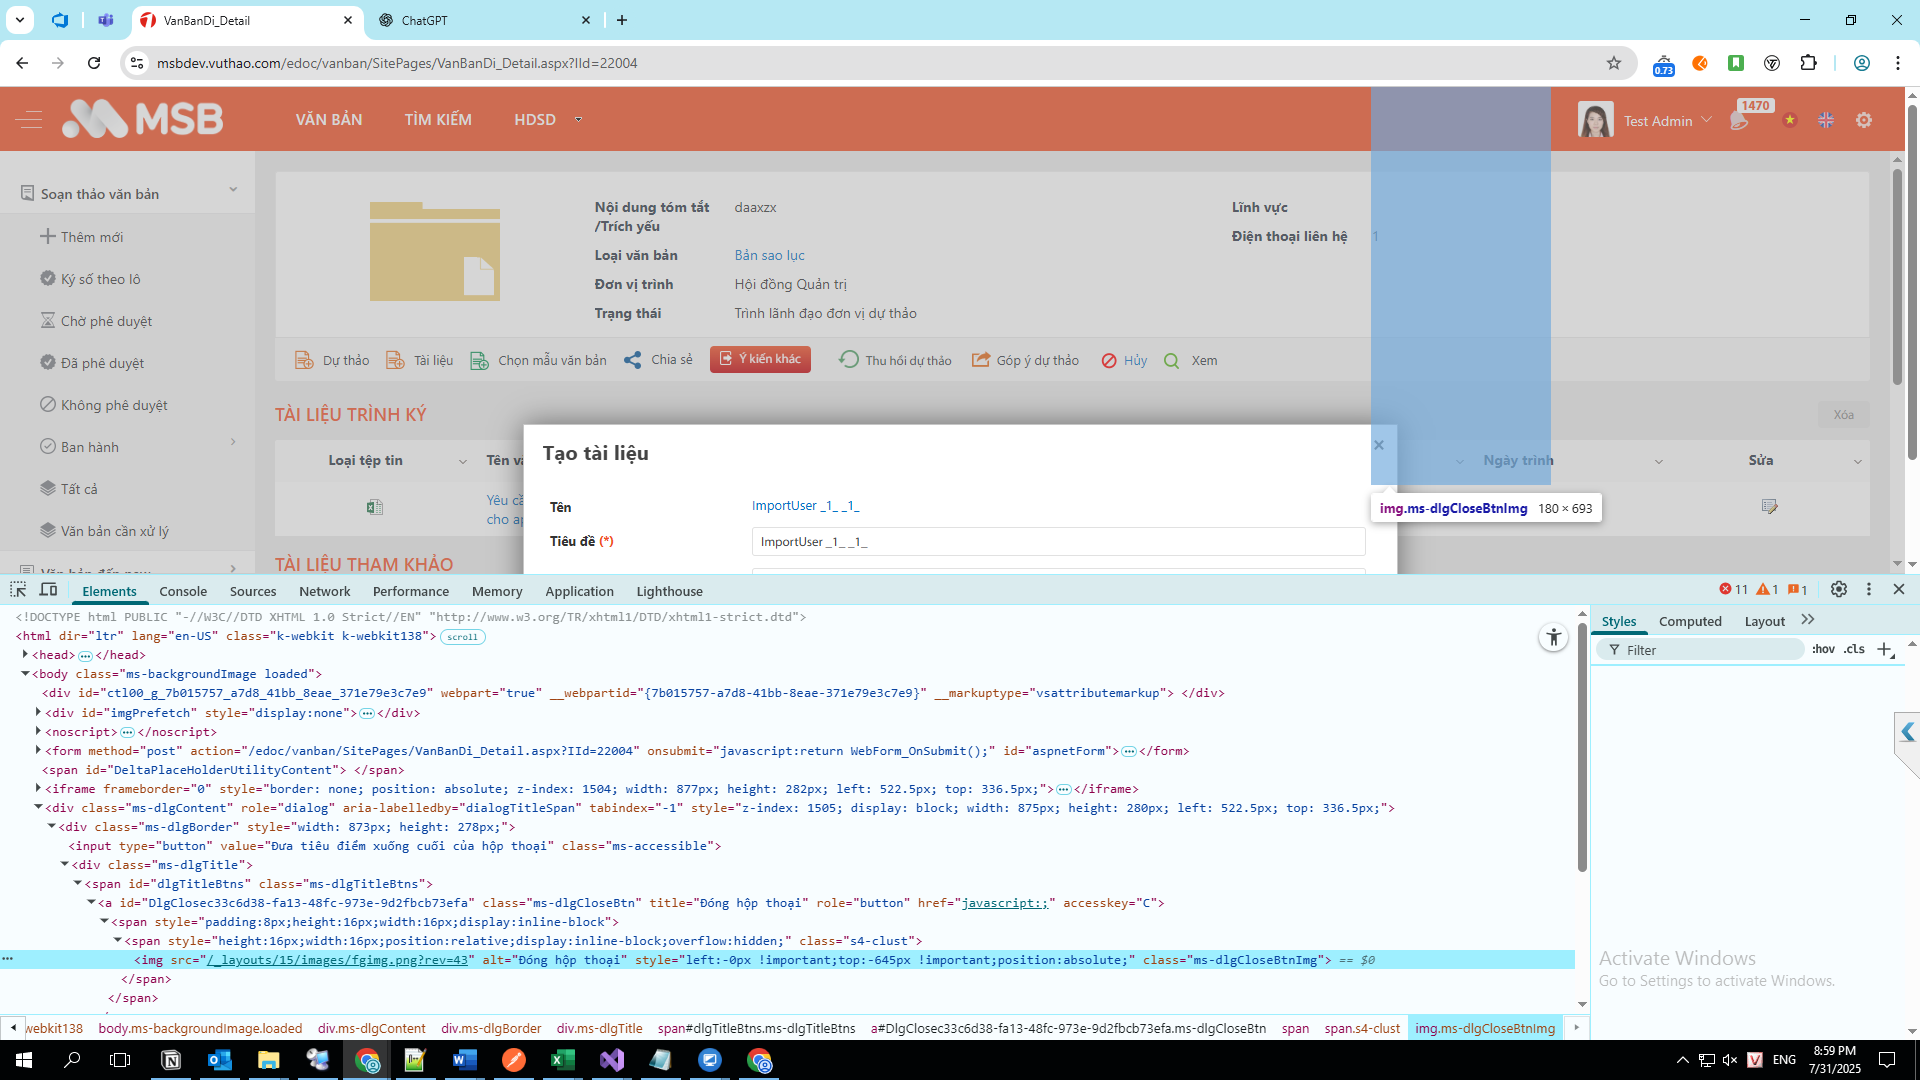 VanBanDi_Detail
ChatGPT
msbdev.vuthao.com/edoc/vanban/SitePages/VanBanDi_Detail.aspx?IId=22004
0.73
MSB
VĂN BẢN TÌM KIẾM HDSD
Test Admin
1470
Soạn thảo văn bản
Thêm mới
Ký số theo lô
Chờ phê duyệt
Đã phê duyệt
Không phê duyệt
Ban hành
Tất cả
Văn bản cần xử lý
Nội dung tóm tắt
/Trích yếu
daaxzx
Loại văn bản Bản sao lục
Đơn vị trình Hội đồng Quản trị
Trạng thái Trình lãnh đạo đơn vị dự thảo
Lĩnh vực
Điện thoại liên hệ 1
Dự thảo Tài liệu Chọn mẫu văn bản Chia sẻ Ý kiến khác Thu hồi dự thảo Góp ý dự thảo Hủy Xem
TÀI LIỆU TRÌNH KÝ
Xóa
Loại tệp tin Tên vă Ngày trình Sửa
Yêu cầ
cho ap
TÀI LIỆU THAM KHẢO
Tạo tài liệu
Tên ImportUser _1_ _1_
Tiêu đề (*) ImportUser _1_ _1_
img.ms-dlgCloseBtnImg 180 × 693
Elements Console Sources Network Performance Memory Application Lighthouse
11 1 1
<!DOCTYPE html PUBLIC "-//W3C//DTD XHTML 1.0 Strict//EN" "http://www.w3.org/TR/xhtml1/DTD/xhtml1-strict.dtd">
<html dir="ltr" lang="en-US" class="k-webkit k-webkit138"> scroll
<head> … </head>
<body class="ms-backgroundImage loaded">
<div id="ctl00_g_7b015757_a7d8_41bb_8eae_371e79e3c7e9" webpart="true" __webpartid="{7b015757-a7d8-41bb-8eae-371e79e3c7e9}" __markuptype="vsattributemarkup"> </div>
<div id="imgPrefetch" style="display:none"> … </div>
<noscript> … </noscript>
<form method="post" action="/edoc/vanban/SitePages/VanBanDi_Detail.aspx?IId=22004" onsubmit="javascript:return WebForm_OnSubmit();" id="aspnetForm"> … </form>
<span id="DeltaPlaceHolderUtilityContent"> </span>
<iframe frameborder="0" style="border: none; position: absolute; z-index: 1504; width: 877px; height: 282px; left: 522.5px; top: 336.5px;"> … </iframe>
<div class="ms-dlgContent" role="dialog" aria-labelledby="dialogTitleSpan" tabindex="-1" style="z-index: 1505; display: block; width: 875px; height: 280px; left: 522.5px; top: 336.5px;">
<div class="ms-dlgBorder" style="width: 873px; height: 278px;">
<input type="button" value="Đưa tiêu điểm xuống cuối của hộp thoại" class="ms-accessible">
<div class="ms-dlgTitle">
<span id="dlgTitleBtns" class="ms-dlgTitleBtns">
<a id="DlgClosec33c6d38-fa13-48fc-973e-9d2fbcb73efa" class="ms-dlgCloseBtn" title="Đóng hộp thoại" role="button" href="javascript:;" accesskey="C">
<span style="padding:8px;height:16px;width:16px;display:inline-block">
<span style="height:16px;width:16px;position:relative;display:inline-block;overflow:hidden;" class="s4-clust">
<img src="/_layouts/15/images/fgimg.png?rev=43" alt="Đóng hộp thoại" style="left:-0px !important;top:-645px !important;position:absolute;" class="ms-dlgCloseBtnImg"> == $0
</span>
</span>
Styles Computed Layout
Filter :hov .cls
Activate Windows
Go to Settings to activate Windows.
webkit138 body.ms-backgroundImage.loaded div.ms-dlgContent div.ms-dlgBorder div.ms-dlgTitle span#dlgTitleBtns.ms-dlgTitleBtns a#DlgClosec33c6d38-fa13-48fc-973e-9d2fbcb73efa.ms-dlgCloseBtn span span.s4-clust img.ms-dlgCloseBtnImg
ENG
8:59 PM
7/31/2025